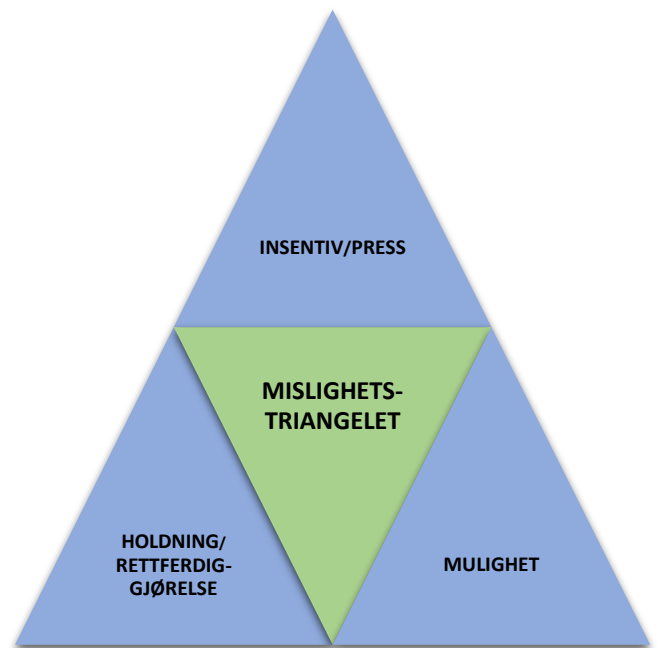 INSENTIV/PRESS
MISLIGHETS-
TRIANGELET
HOLDNING/
RETTFERDIG-
GJØRELSE
MULIGHET